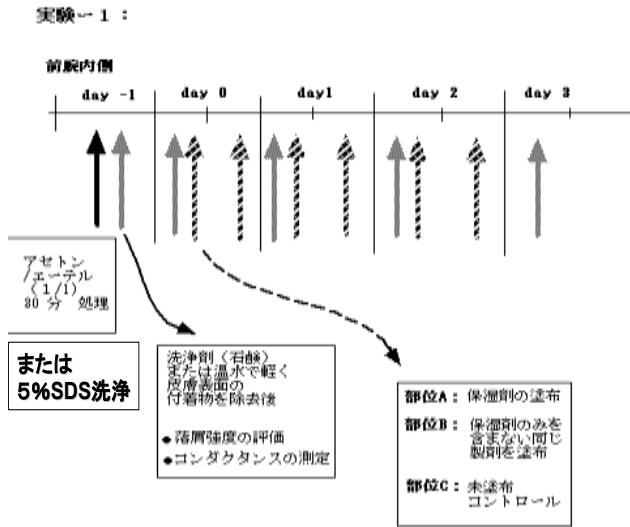 実験－1：
前腕内側
day -1 day 0 day1 day 2 day 3
アセトン
/エーテル
(1/1)
30 分 処理
または
5%SDS洗浄
洗浄剤（石鹸）
または温水で軽く
皮膚表面の
付着物を除去後
●落屑強度の評価
●コンダクタンスの測定
部位A：保湿剤の塗布
部位B：保湿剤のみを
含まない同じ
製剤を塗布
部位C：未塗布
コントロール